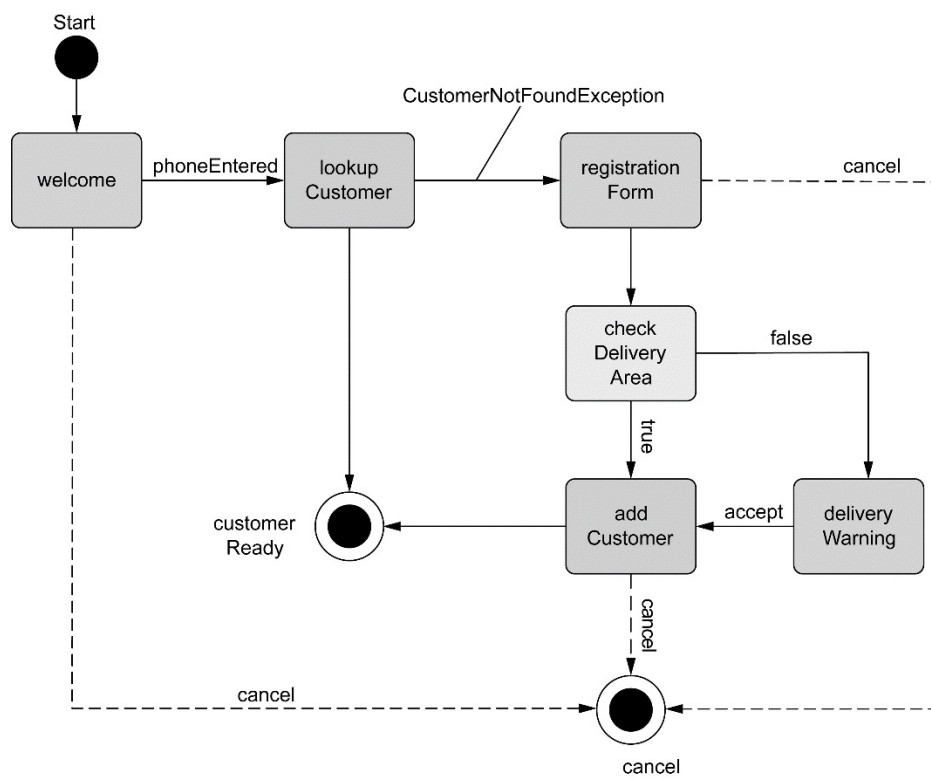 Start
CustomerNotFoundException
welcome
phoneEntered
lookup
Customer
registration
Form
cancel
check
Delivery
Area
false
true
customer
Ready
add
Customer
accept
delivery
Warning
cancel
cancel
cancel